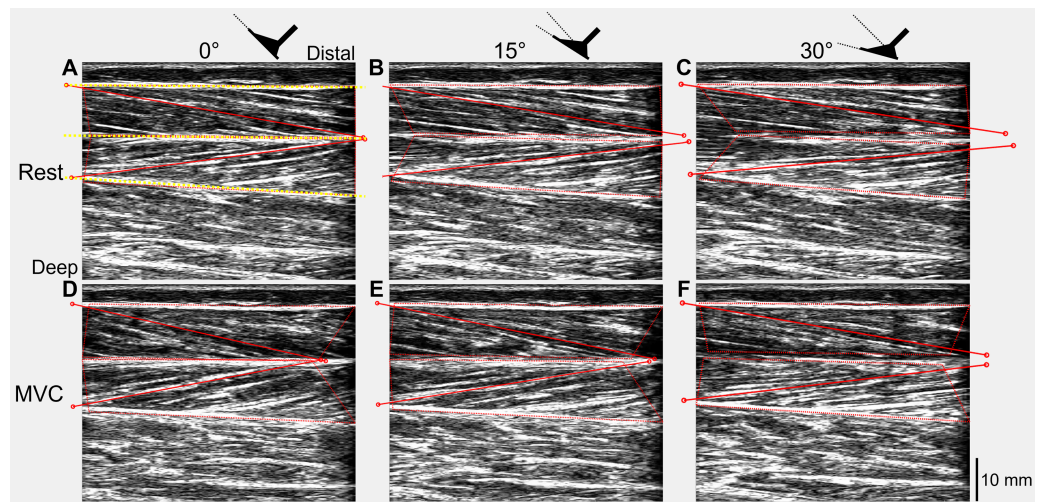 0° Distal 15° 30°
A B C
Rest
Deep
D E F
MVC
10 mm